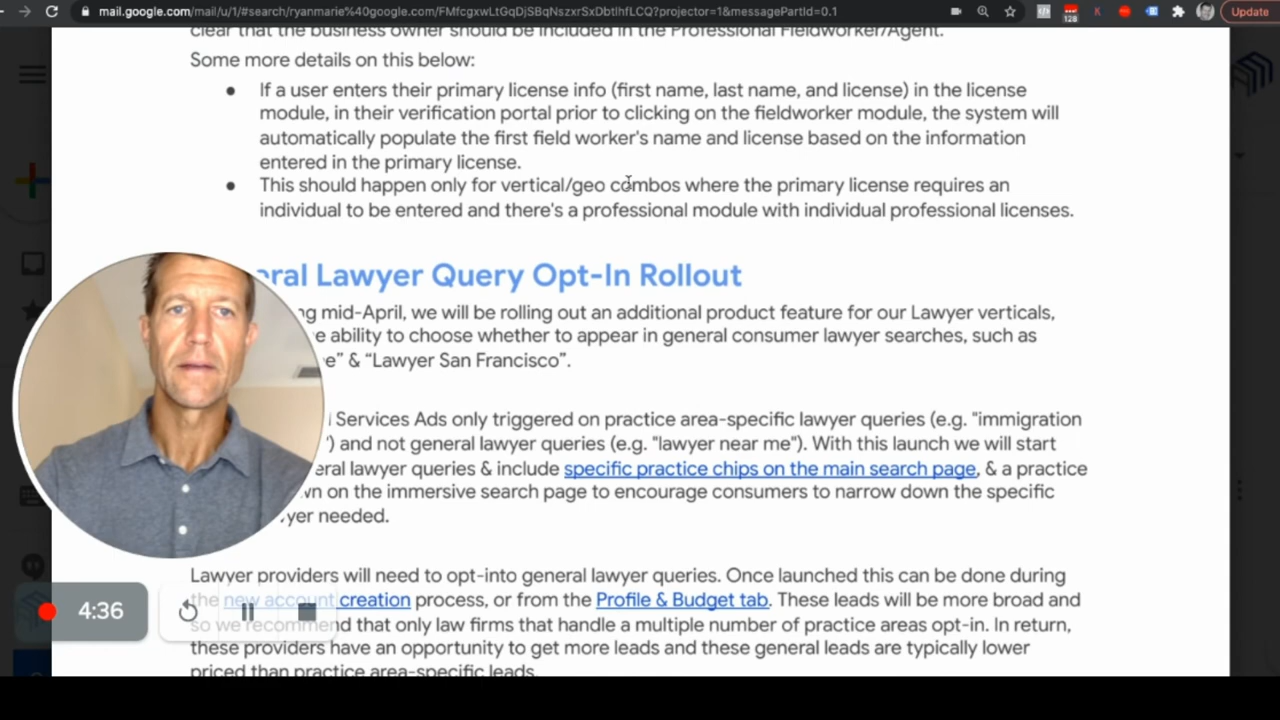 mail.google.com/mail/u/1/#search/ryanmarie%40google.com/FMfcgxwLtGqDjSBqNszxrSxDbtlhfLCQ?projector=1&messagePartId=0.1
128
K
Update
clear that the business owner should be included in the Professional Fieldworker/Agent.
Some more details on this below:
If a user enters their primary license info (first name, last name, and license) in the license
module, in their verification portal prior to clicking on the fieldworker module, the system will
automatically populate the first field worker's name and license based on the information
entered in the primary license.
This should happen only for vertical/geo combos where the primary license requires an
individual to be entered and there's a professional module with individual professional licenses.
eral Lawyer Query Opt-In Rollout
ng mid-April, we will be rolling out an additional product feature for our Lawyer verticals,
e ability to choose whether to appear in general consumer lawyer searches, such as
e” & “Lawyer San Francisco”.
l Services Ads only triggered on practice area-specific lawyer queries (e.g. "immigration
') and not general lawyer queries (e.g. "lawyer near me"). With this launch we will start
eral lawyer queries & include specific practice chips on the main search page, & a practice
wn on the immersive search page to encourage consumers to narrow down the specific
yer needed.
Lawyer providers will need to opt-into general lawyer queries. Once launched this can be done during
the new account creation process, or from the Profile & Budget tab. These leads will be more broad and
so we recommend that only law firms that handle a multiple number of practice areas opt-in. In return,
these providers have an opportunity to get more leads and these general leads are typically lower
priced than practice area-specific leads.
4:36